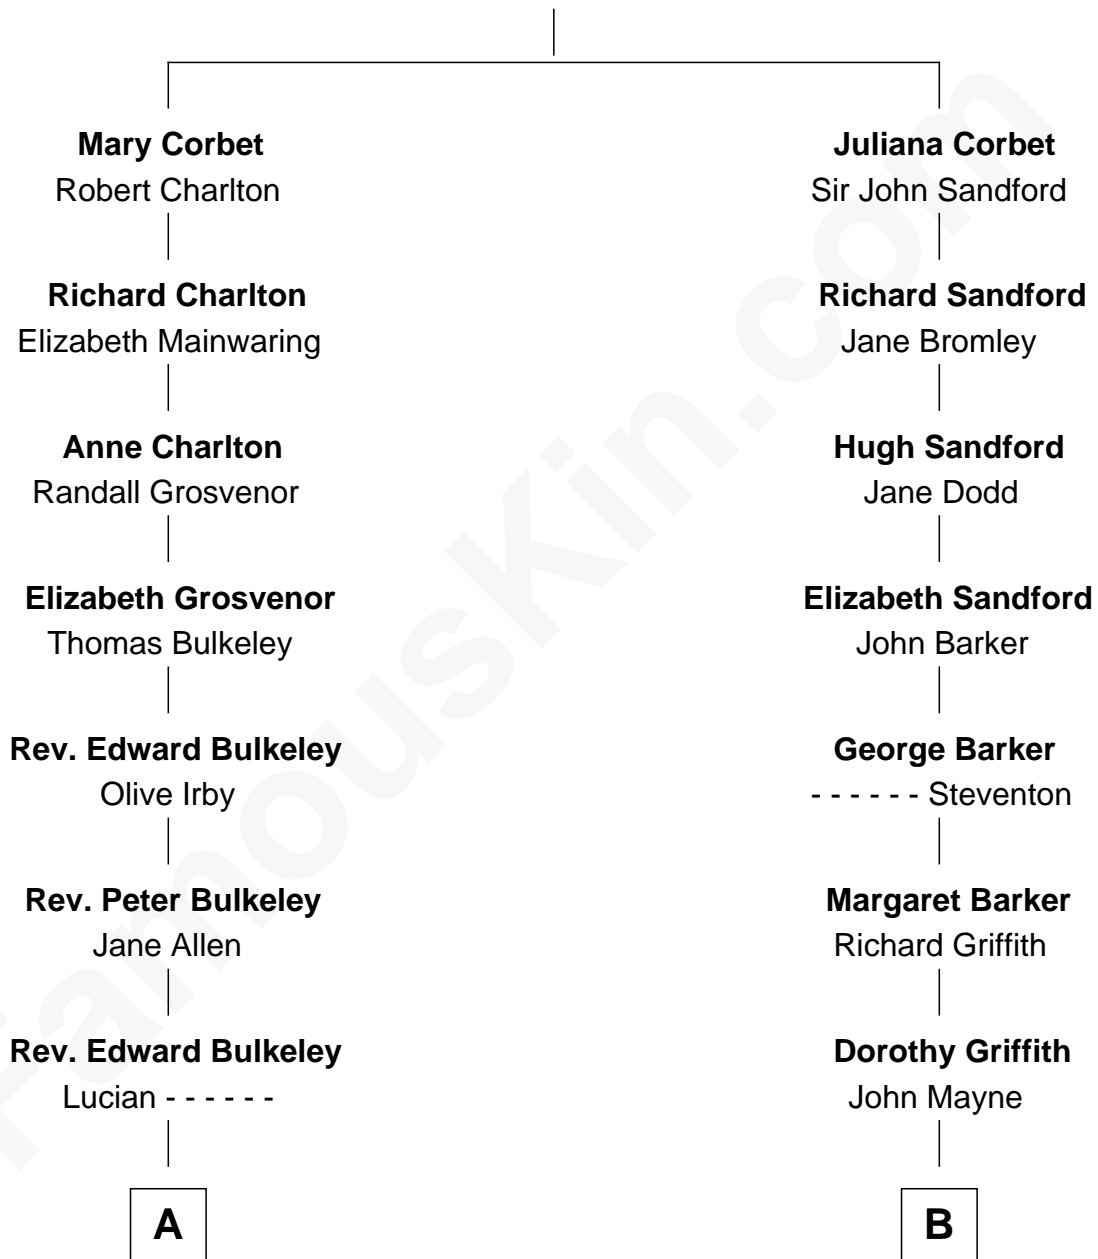 Mary Corbet
Robert Charlton
Richard Charlton
Elizabeth Mainwaring
Anne Charlton
Randall Grosvenor
Elizabeth Grosvenor
Thomas Bulkeley
Rev. Edward Bulkeley
Olive Irby
Rev. Peter Bulkeley
Jane Allen
Rev. Edward Bulkeley
Lucian - - - - - -
A
Juliana Corbet
Sir John Sandford
Richard Sandford
Jane Bromley
Hugh Sandford
Jane Dodd
Elizabeth Sandford
John Barker
George Barker
- - - - - - Steventon
Margaret Barker
Richard Griffith
Dorothy Griffith
John Mayne
B
FamousKin.com